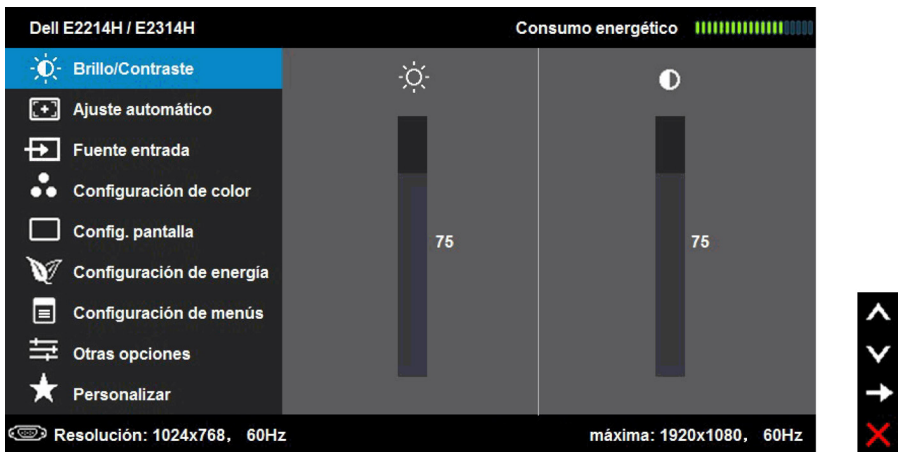 Dell E2214H / E2314H
Consumo energético
Brillo/Contraste
Ajuste automático
Fuente entrada
Configuración de color
Config. pantalla
Configuración de energía
Configuración de menús
Otras opciones
Personalizar
75
75
Resolución: 1024x768, 60Hz
máxima: 1920x1080, 60Hz